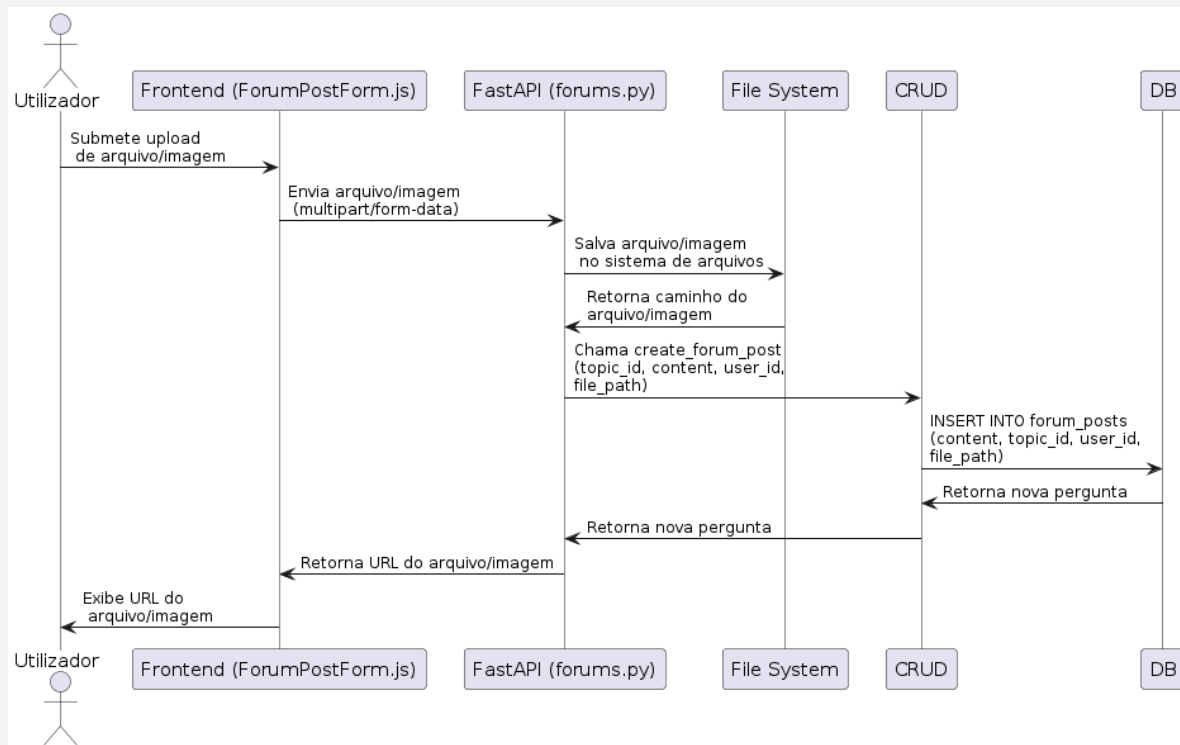 Utilizador
Frontend (ForumPostForm.js)
FastAPI (forums.py)
File System
CRUD
DB
Submete upload
de arquivo/imagem
Envia arquivo/imagem
(multipart/form-data)
Salva arquivo/imagem
no sistema de arquivos
Retorna caminho do
arquivo/imagem
Chama create_forum_post
(topic_id, content, user_id,
file_path)
INSERT INTO forum_posts
(content, topic_id, user_id,
file_path)
Retorna nova pergunta
Retorna nova pergunta
Retorna URL do arquivo/imagem
Exibe URL do
arquivo/imagem
Utilizador
Frontend (ForumPostForm.js)
FastAPI (forums.py)
File System
CRUD
DB